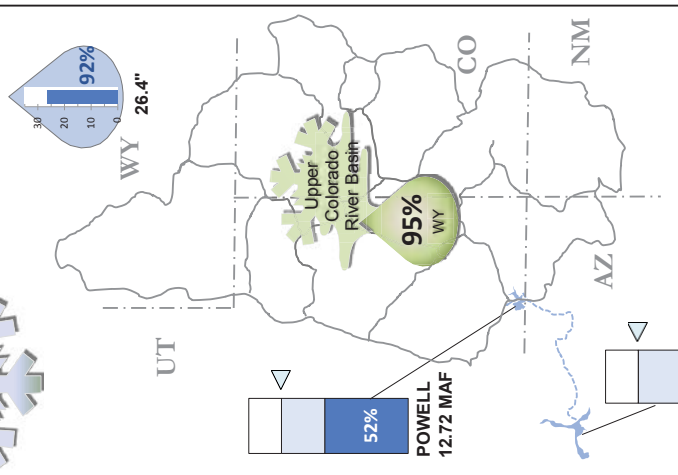 30
20
10
0
92%
26.4"
WY
CO
NM
Upper
Colorado
River Basin
95%
WY
UT
AZ
52%
POWELL
12.72 MAF